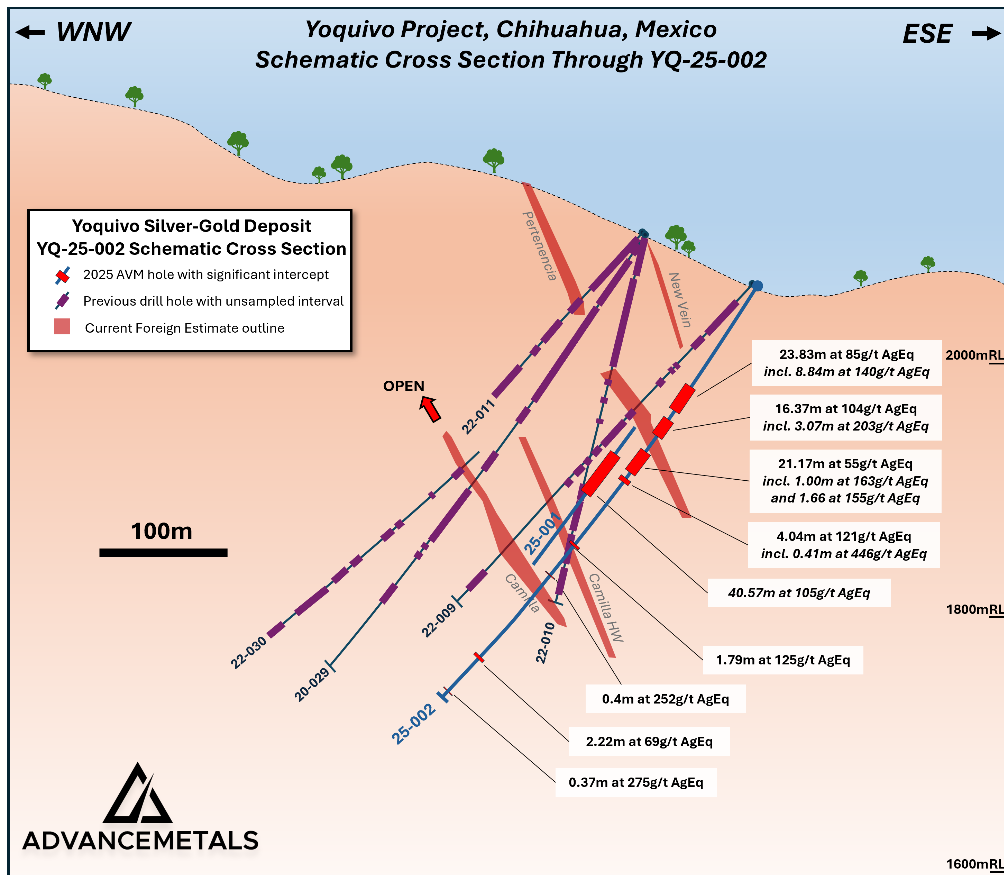 WNW
Yoquivo Project, Chihuahua, Mexico
Schematic Cross Section Through YQ-25-002
ESE
Yoquivo Silver-Gold Deposit
YQ-25-002 Schematic Cross Section
2025 AVM hole with significant intercept
Previous drill hole with unsampled interval
Current Foreign Estimate outline
Pertenencia
New Vein
2000mRL
23.83m at 85g/t AgEq
incl. 8.84m at 140g/t AgEq
OPEN
22-011
16.37m at 104g/t AgEq
incl. 3.07m at 203g/t AgEq
21.17m at 55g/t AgEq
incl. 1.00m at 163g/t AgEq
and 1.66 at 155g/t AgEq
100m
25-001
4.04m at 121g/t AgEq
incl. 0.41m at 446g/t AgEq
40.57m at 105g/t AgEq
Camilla
Camilla HW
1800mRL
22-009
22-010
22-030
20-029
1.79m at 125g/t AgEq
0.4m at 252g/t AgEq
25-002
2.22m at 69g/t AgEq
0.37m at 275g/t AgEq
ADVANCEMETALS
1600mRL